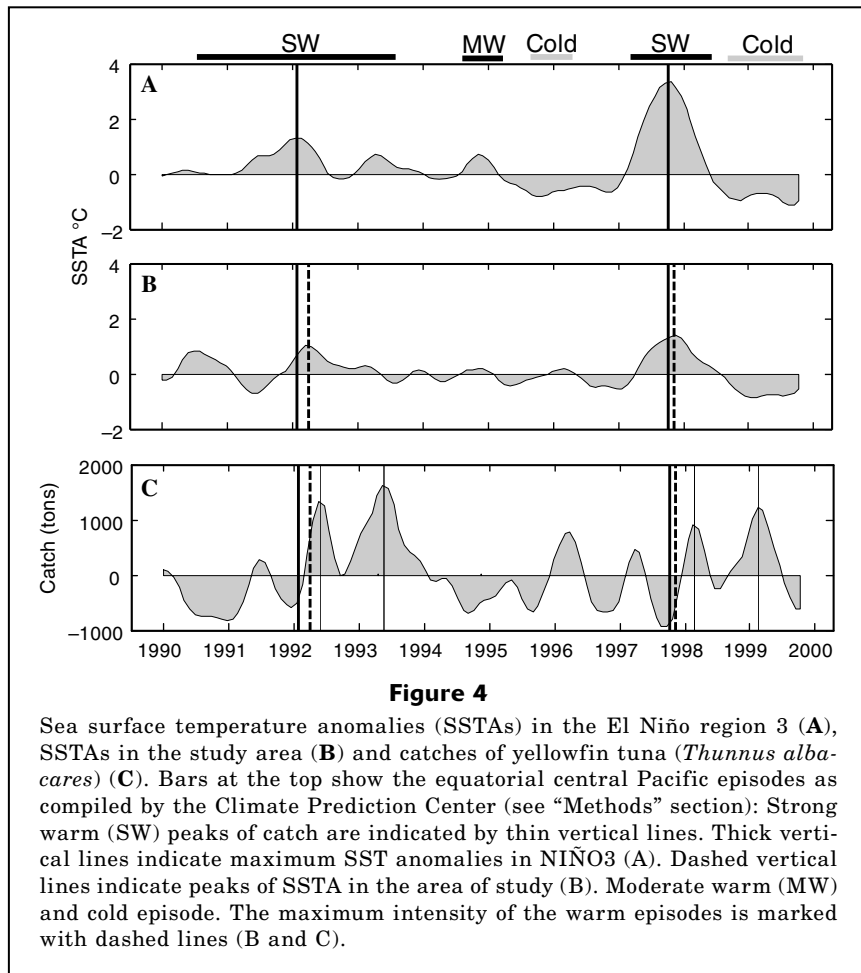 SW MW Cold SW Cold
A
4
2
0
−2
SSTA °C
B
4
2
0
−2
C
2000
1000
0
−1000
Catch (tons)
1990 1991 1992 1993 1994 1995 1996 1997 1998 1999 2000
Figure 4
Sea surface temperature anomalies (SSTAs) in the El Niño region 3 (A),
SSTAs in the study area (B) and catches of yellowfin tuna (Thunnus alba-
cares) (C). Bars at the top show the equatorial central Pacific episodes as
compiled by the Climate Prediction Center (see “Methods” section): Strong
warm (SW) peaks of catch are indicated by thin vertical lines. Thick verti-
cal lines indicate maximum SST anomalies in NIÑO3 (A). Dashed vertical
lines indicate peaks of SSTA in the area of study (B). Moderate warm (MW)
and cold episode. The maximum intensity of the warm episodes is marked
with dashed lines (B and C).